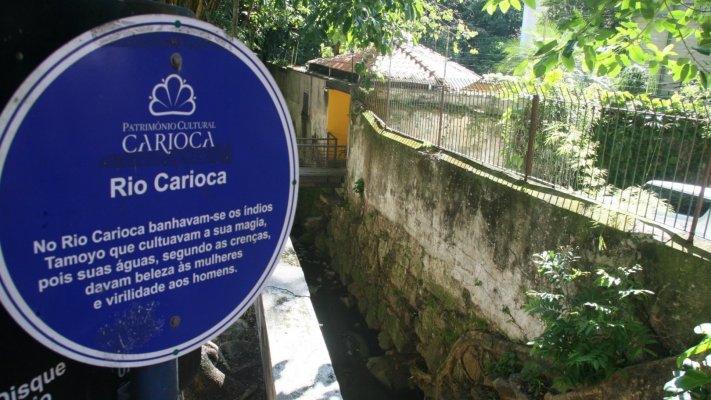 PATRIMÔNIO CULTURAL
CARIOCA
Rio Carioca
No Rio Carioca banhavam-se os índios
Tamoyo que cultuavam a sua magia,
pois suas águas, segundo as crenças,
davam beleza às mulheres
e virilidade aos homens.
Disque